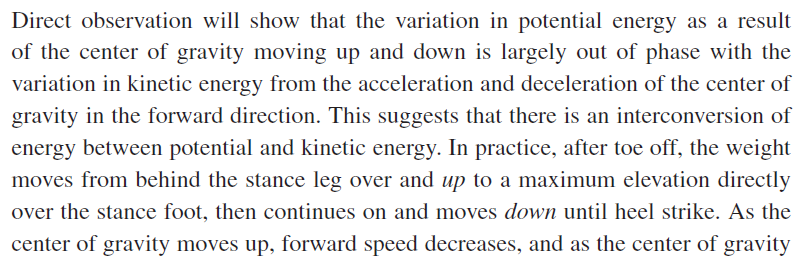 Direct observation will show that the variation in potential energy as a result
of the center of gravity moving up and down is largely out of phase with the
variation in kinetic energy from the acceleration and deceleration of the center of
gravity in the forward direction. This suggests that there is an interconversion of
energy between potential and kinetic energy. In practice, after toe off, the weight
moves from behind the stance leg over and up to a maximum elevation directly
over the stance foot, then continues on and moves down until heel strike. As the
center of gravity moves up, forward speed decreases, and as the center of gravity